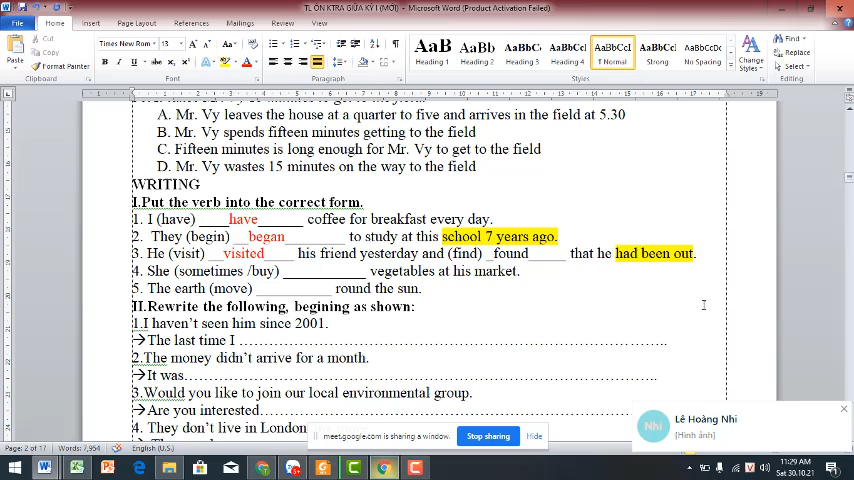 TL ÔN KTRA GIỮA KỲ I (MỚI) - Microsoft Word (Product Activation Failed)
File Home Insert Page Layout References Mailings Review View
Cut
Copy
Format Painter
Paste
Clipboard
Times New Rom 13
Font
Paragraph
AaB AaBb AaBbCc AaBbCc AaBbCcI AaBbCc AaBbCc
Heading 1 Heading 2 Heading 3 Heading 4 ¶ Normal Strong No Spacing
Styles
Change Styles
Find
Replace
Select
Editing
A. Mr. Vy leaves the house at a quarter to five and arrives in the field at 5.30
B. Mr. Vy spends fifteen minutes getting to the field
C. Fifteen minutes is long enough for Mr. Vy to get to the field
D. Mr. Vy wastes 15 minutes on the way to the field
WRITING
I.Put the verb into the correct form.
1. I (have) ____have______ coffee for breakfast every day.
2. They (begin) __began________ to study at this school 7 years ago.
3. He (visit) __visited____ his friend yesterday and (find) _found_____ that he had been out.
4. She (sometimes /buy) ___________ vegetables at his market.
5. The earth (move) __________ round the sun.
II.Rewrite the following, begining as shown:
1.I haven't seen him since 2001.
→The last time I ……………………………………………………………………..
2.The money didn't arrive for a month.
→It was……………………………………………………………………………..
3.Would you like to join our local environmental group.
→Are you interested……………………………………………………………
4. They don't live in London
meet.google.com is sharing a window. Stop sharing Hide
Nhi
Lê Hoàng Nhi
[Hình ảnh]
Page: 2 of 17 Words: 7,954 English (U.S.)
11:29 AM
Sat 30.10.21